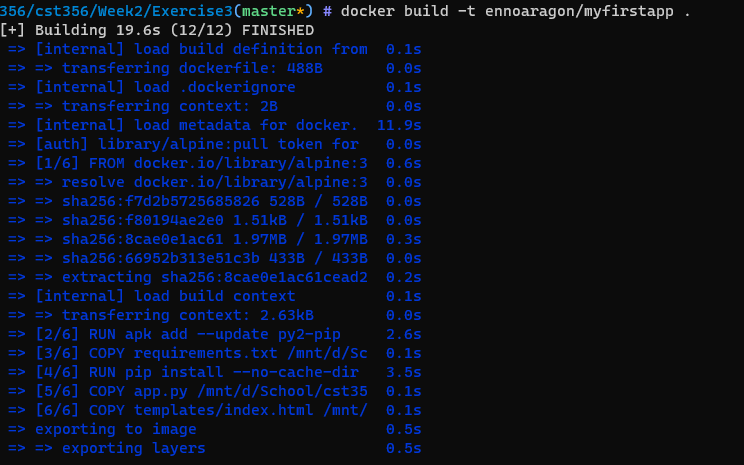 356/cst356/Week2/Exercise3(master*) # docker build -t ennoaragon/myfirstapp .
[+] Building 19.6s (12/12) FINISHED
=> [internal] load build definition from 0.1s
=> => transferring dockerfile: 488B 0.0s
=> [internal] load .dockerignore 0.1s
=> => transferring context: 2B 0.0s
=> [internal] load metadata for docker. 11.9s
=> [auth] library/alpine:pull token for 0.0s
=> [1/6] FROM docker.io/library/alpine:3 0.6s
=> => resolve docker.io/library/alpine:3 0.0s
=> => sha256:f7d2b5725685826 528B / 528B 0.0s
=> => sha256:f80194ae2e0 1.51kB / 1.51kB 0.0s
=> => sha256:8cae0e1ac61 1.97MB / 1.97MB 0.3s
=> => sha256:66952b313e51c3b 433B / 433B 0.0s
=> => extracting sha256:8cae0e1ac61cead2 0.2s
=> [internal] load build context 0.1s
=> => transferring context: 2.63kB 0.0s
=> [2/6] RUN apk add --update py2-pip 2.6s
=> [3/6] COPY requirements.txt /mnt/d/Sc 0.1s
=> [4/6] RUN pip install --no-cache-dir 3.5s
=> [5/6] COPY app.py /mnt/d/School/cst35 0.1s
=> [6/6] COPY templates/index.html /mnt/ 0.1s
=> exporting to image 0.5s
=> => exporting layers 0.5s